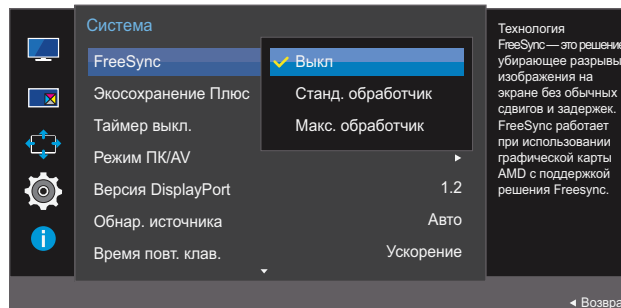 Система
FreeSync
Выкл
Экосохранение Плюс
Станд. обработчик
Таймер выкл.
Макс. обработчик
Режим ПК/AV
Версия DisplayPort
1.2
Обнар. источника
Авто
Время повт. клав.
Ускорение
Технология
FreeSync — это решение
убирающее разрывы
изображения на
экране без обычных
сдвигов и задержек.
FreeSync работает
при использовании
графической карты
AMD с поддержкой
решения Freesync.
Возвра